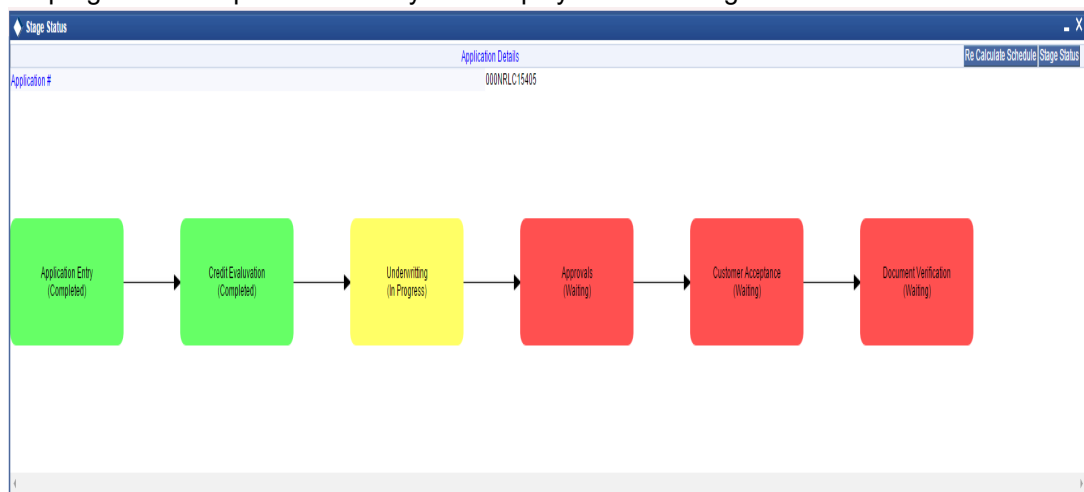 Stage Status
Application Details
Re Calculate Schedule Stage Status
Application # 000NRLC15405
Application Entry
(Completed)
Credit Evaluvation
(Completed)
Underwritting
(In Progress)
Approvals
(Waiting)
Customer Acceptance
(Waiting)
Document Verification
(Waiting)